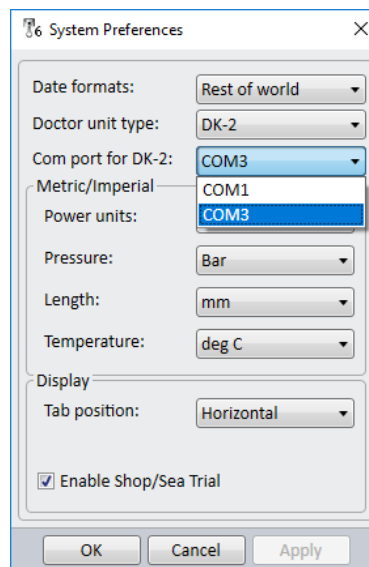 6 System Preferences
Date formats: Rest of world
Doctor unit type: DK-2
Com port for DK-2: COM3
COM1
COM3
Metric/Imperial
Power units:
Pressure: Bar
Length: mm
Temperature: deg C
Display
Tab position: Horizontal
Enable Shop/Sea Trial
OK Cancel Apply